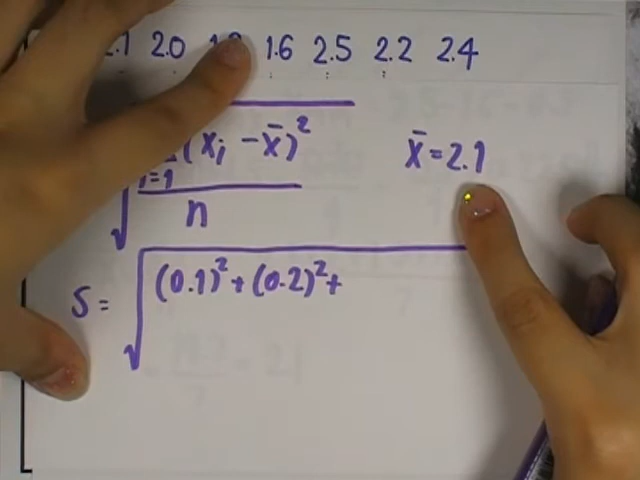 2.0 1.6 2.5 2.2 2.4
(xᵢ - x̄)²
i=1
n
x̄ = 2.1
S = √(0.1)² + (0.2)² +